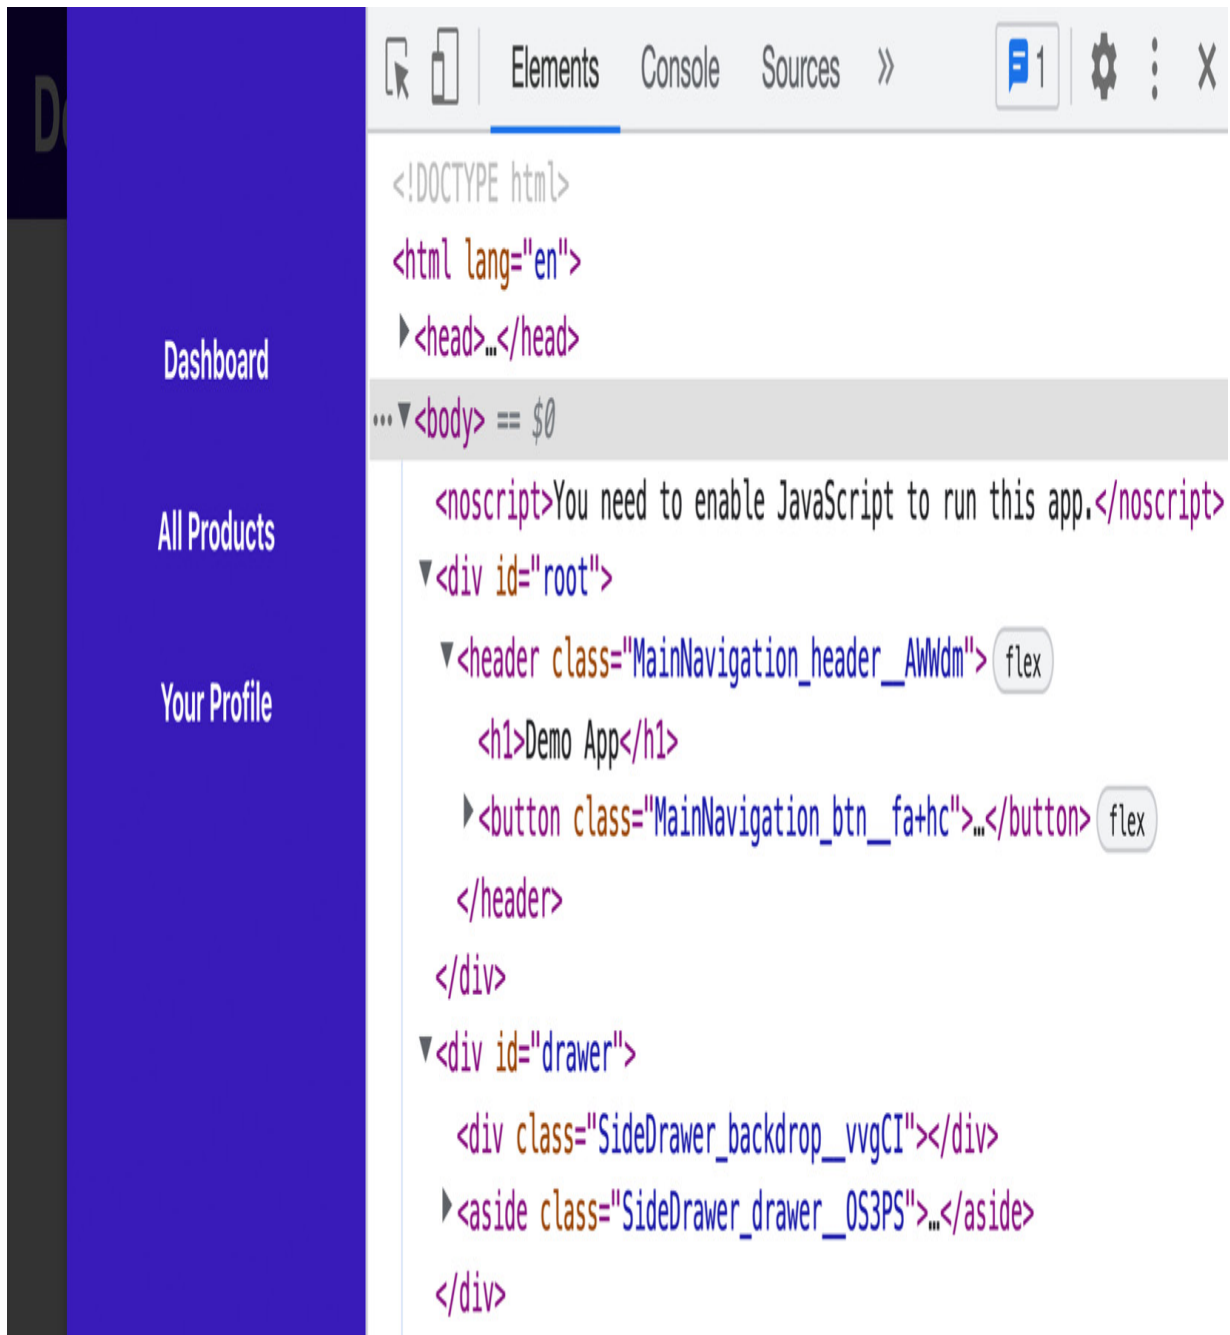 De
Dashboard
All Products
Your Profile
Elements Console Sources » 1
<!DOCTYPE html>
<html lang="en">
<head>…</head>
<body> == $0
<noscript>You need to enable JavaScript to run this app.</noscript>
<div id="root">
<header class="MainNavigation_header__AWWdm"> flex
<h1>Demo App</h1>
<button class="MainNavigation_btn__fa+hc">…</button> flex
</header>
</div>
<div id="drawer">
<div class="SideDrawer_backdrop__vvgCI"></div>
<aside class="SideDrawer_drawer__OS3PS">…</aside>
</div>